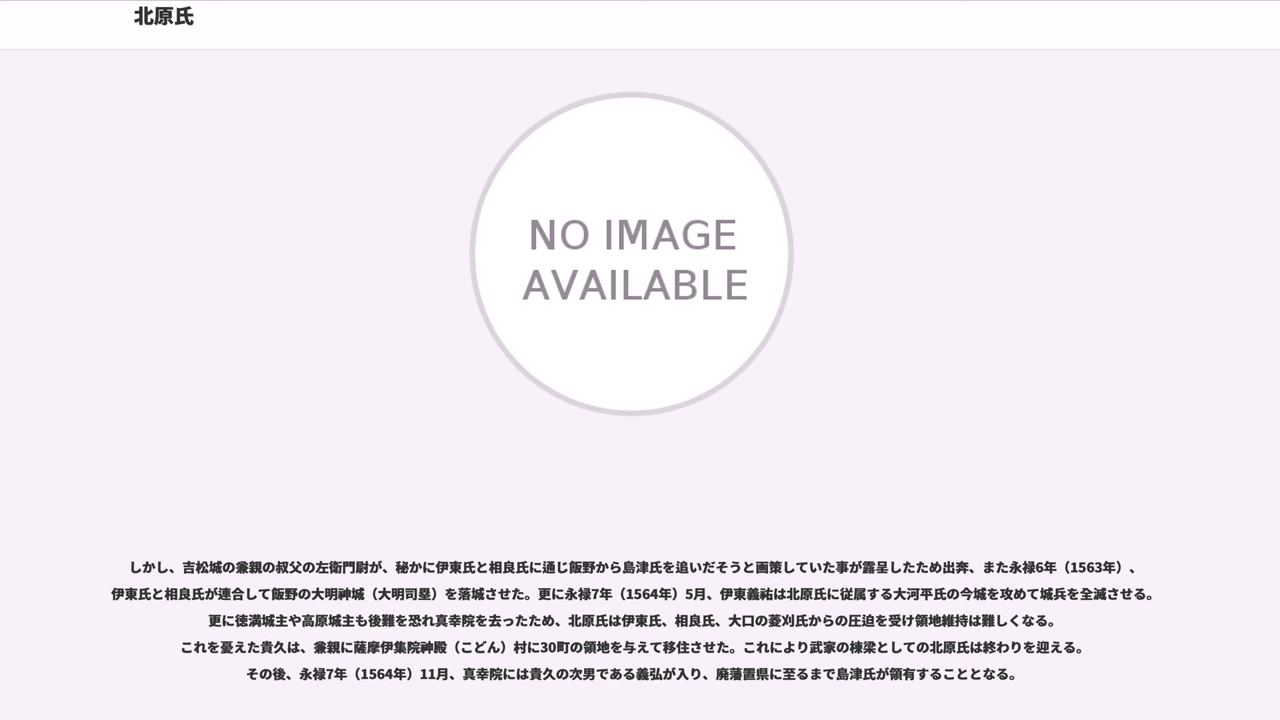 北原氏
NO IMAGE
AVAILABLE
しかし、吉松城の兼親の叔父の左衛門尉が、秘かに伊東氏と相良氏に通じ飯野から島津氏を追いだそうと画策していた事が露呈したため出奔、また永禄6年（1563年）、
伊東氏と相良氏が連合して飯野の大明神城（大明司塁）を落城させた。更に永禄7年（1564年）5月、伊東義祐は北原氏に従属する大河平氏の今城を攻めて城兵を全滅させる。
更に徳満城主や高原城主も後難を恐れ真幸院を去ったため、北原氏は伊東氏、相良氏、大口の菱刈氏からの圧迫を受け領地維持は難しくなる。
これを憂えた貴久は、兼親に薩摩伊集院神殿（こどん）村に30町の領地を与えて移住させた。これにより武家の棟梁としての北原氏は終わりを迎える。
その後、永禄7年（1564年）11月、真幸院には貴久の次男である義弘が入り、廃藩置県に至るまで島津氏が領有することとなる。